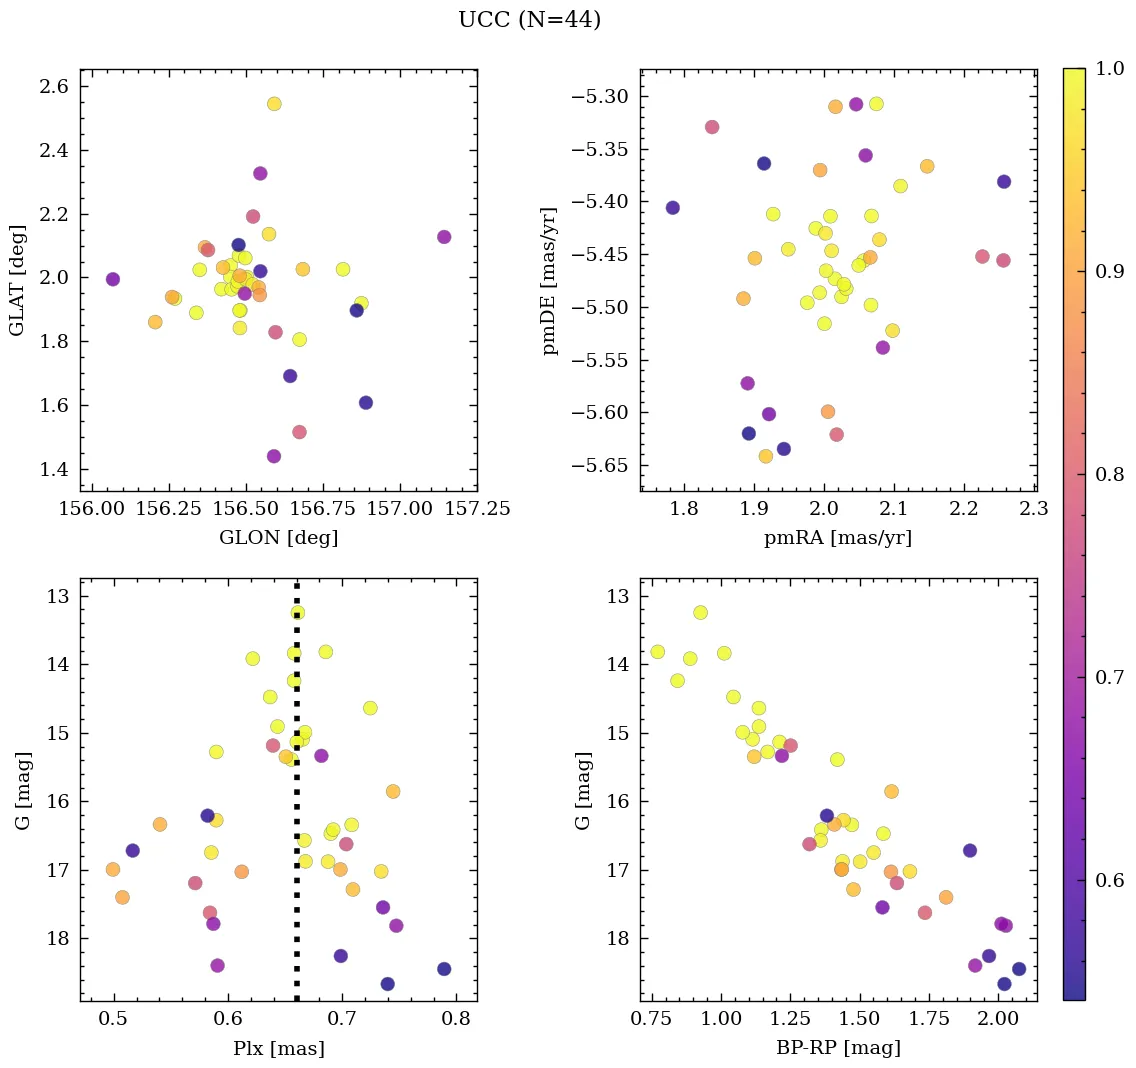 UCC (N=44)
2.6
2.4
2.2
2.0
1.8
1.6
1.4
GLAT [deg]
156.00 156.25 156.50 156.75 157.00 157.25
GLON [deg]
−5.30
−5.35
−5.40
−5.45
−5.50
−5.55
−5.60
−5.65
pmDE [mas/yr]
1.8 1.9 2.0 2.1 2.2 2.3
pmRA [mas/yr]
1.0
0.9
0.8
0.7
0.6
13
14
15
16
17
18
G [mag]
0.5 0.6 0.7 0.8
Plx [mas]
13
14
15
16
17
18
G [mag]
0.75 1.00 1.25 1.50 1.75 2.00
BP-RP [mag]